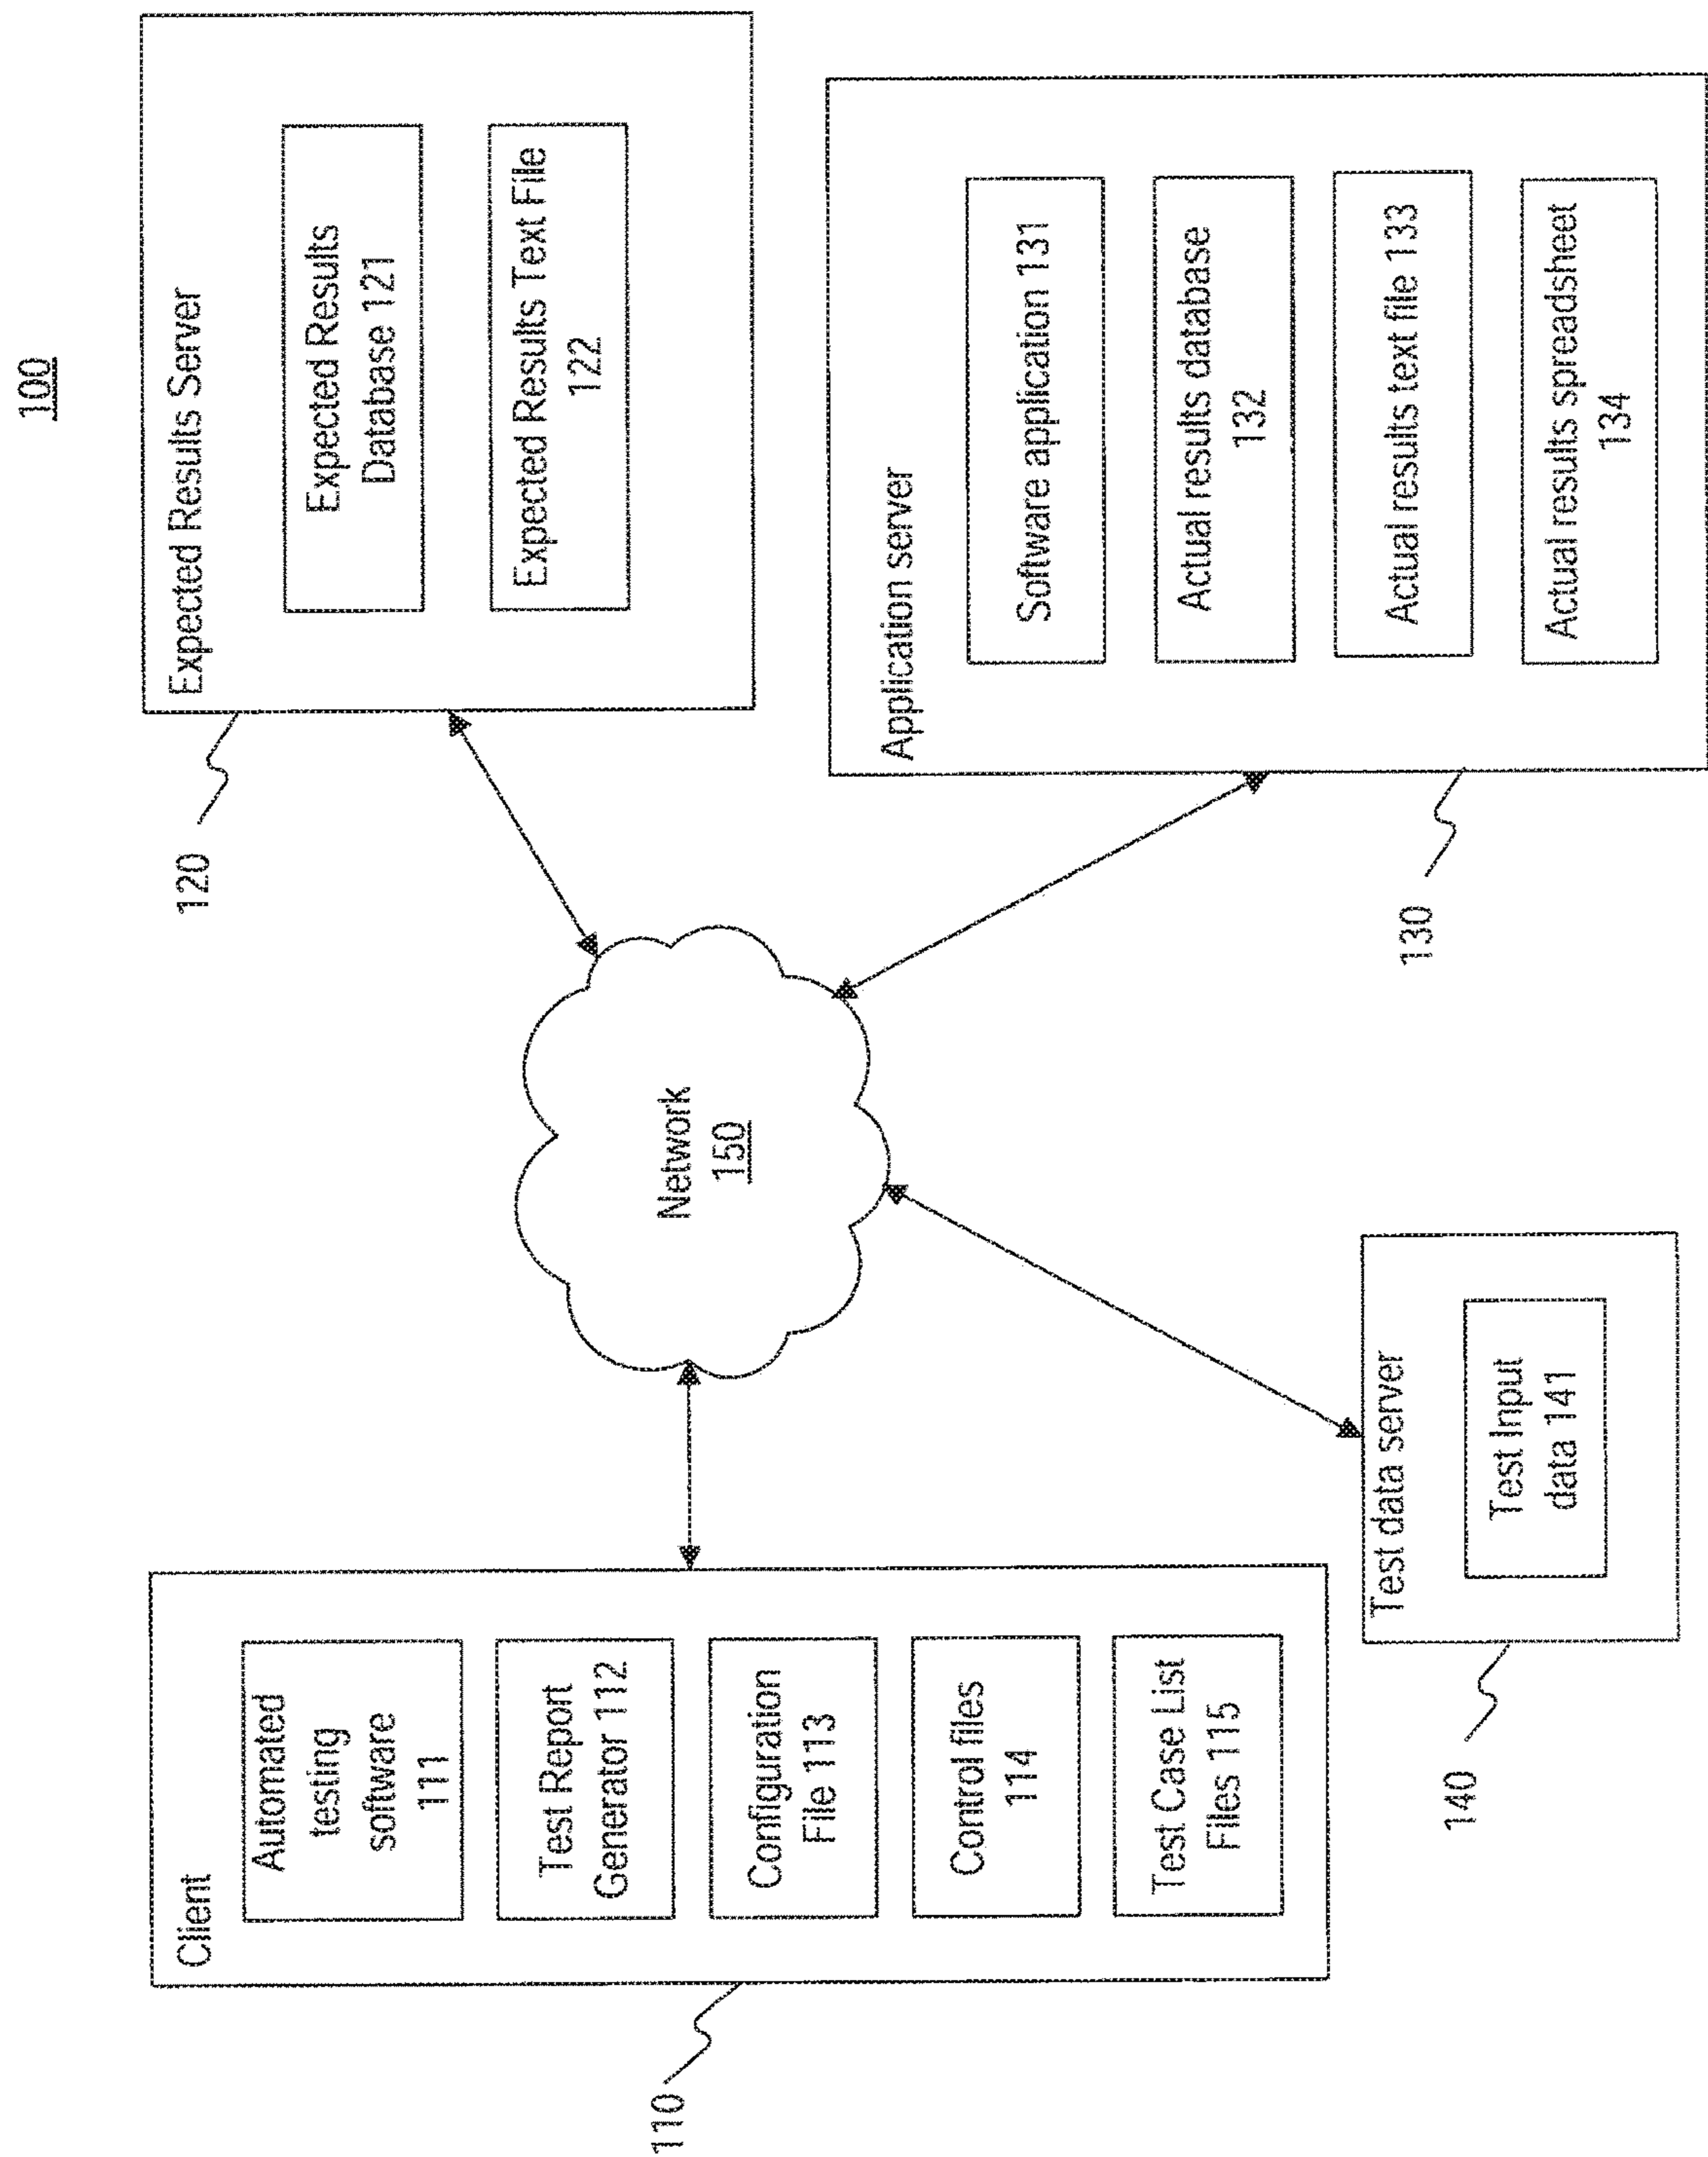 100
Client
Automated
testing
software
111
Test Report
Generator 112
Configuration
File 113
Control files
114
Test Case List
Files 115
110
Network
150
120
Expected Results Server
Expected Results
Database 121
Expected Results Text File
122
Application server
Software application 131
Actual results database
132
Actual results text file 133
Actual results spreadsheet
134
130
Test data server
Test Input
data 141
140